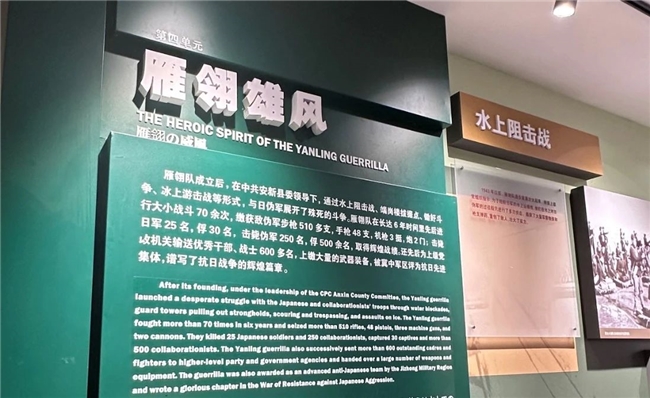 第四单元
雁翎雄风
THE HEROIC SPIRIT OF THE YANLING GUERRILLA
雁翎の威風
雁翎队成立后，在中共安新县委领导下，通过水上阻击战、端岗楼拔据点、锄奸斗
争、冰上游击战等形式，与日伪军展开了殊死的斗争。雁翎队在长达6年时间里先后进
行大小战斗70余次，缴获敌伪军步枪510多支，手枪48支，机枪3挺，炮2门；击毙
日军25名，俘30名，击毙伪军250名，俘500余名，取得辉煌战绩。还先后为上级党
政机关输送优秀干部、战士600多名，上缴大量的武器装备，被冀中军区评为抗日先进
集体，谱写了抗日战争的辉煌篇章。
After its founding, under the leadership of the CPC Anxin County Committee, the Yanling guerrilla
launched a desperate struggle with the Japanese and collaborationists' troops through water blockades,
guard towers pulling out strongholds, scouring and trespassing, and assaults on ice. The Yanling guerrilla
fought more than 70 times in six years and seized more than 510 rifles, 48 pistols, three machine guns, and
two cannons. They killed 25 Japanese soldiers and 250 collaborationists, captured 30 captives and more than
500 collaborationists. The Yanling guerrilla also successively sent more than 600 outstanding cadres and
fighters to higher-level party and government agencies and handed over a large number of weapons and
equipment. The guerrilla was also awarded as an advanced anti-Japanese team by the Jizhong Military Region
and wrote a glorious chapter in the War of Resistance against Japanese Aggression.
水上阻击战